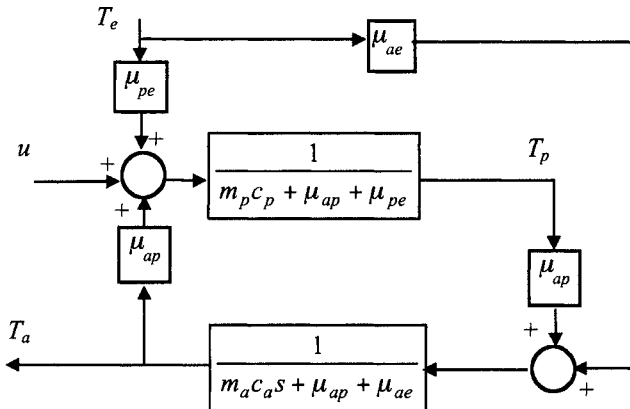 T_e
μ_ae
μ_pe
+
u
+
+
1
m_p c_p + μ_ap + μ_pe
T_p
μ_ap
μ_ap
+
T_a
1
m_a c_a s + μ_ap + μ_ae
+